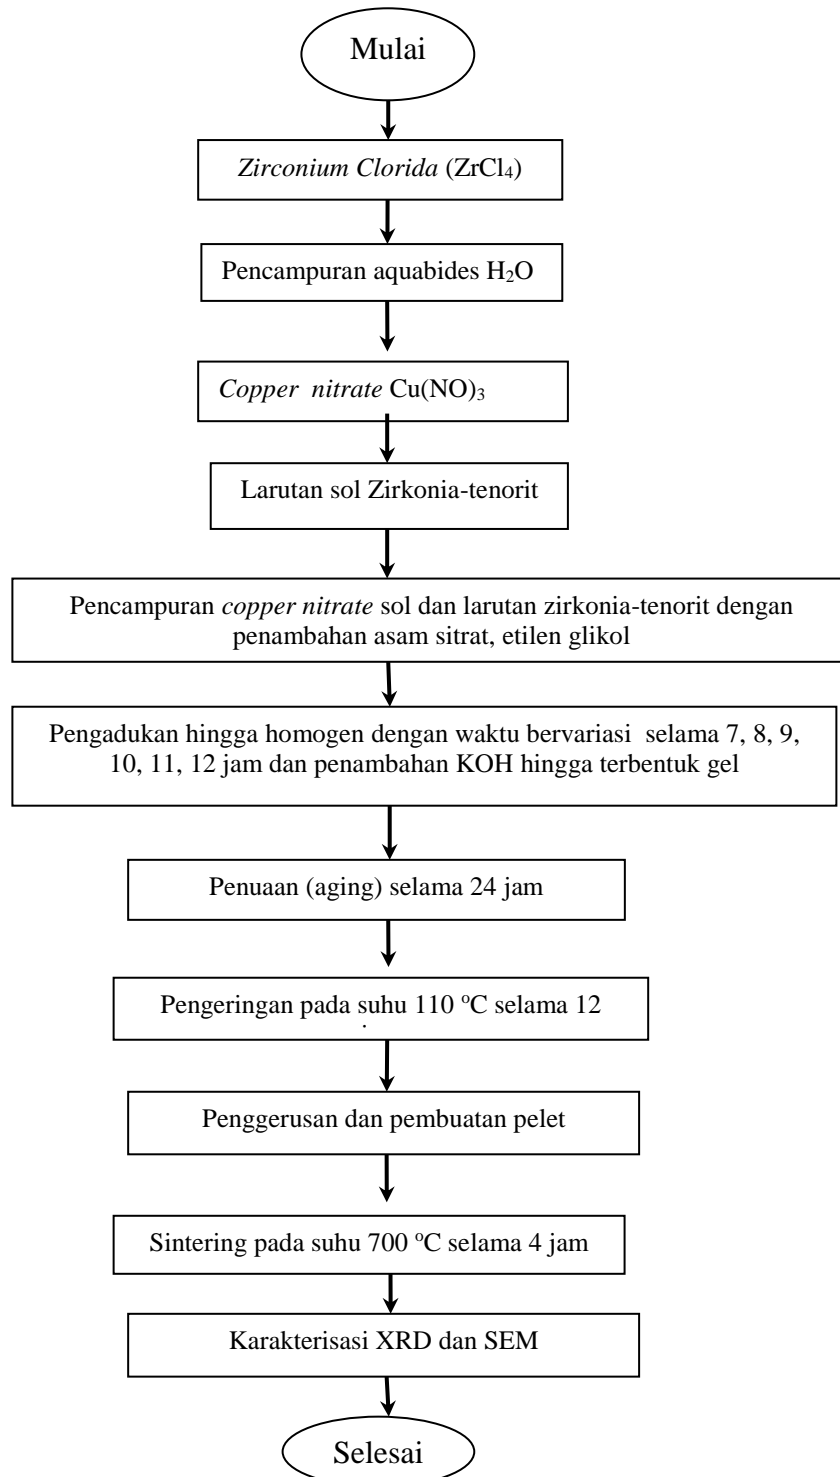 Mulai
Zirconium Clorida (ZrCl₄)
Pencampuran aquabides H₂O
Copper nitrate Cu(NO)₃
Larutan sol Zirkonia-tenorit
Pencampuran copper nitrate sol dan larutan zirkonia-tenorit dengan
penambahan asam sitrat, etilen glikol
Pengadukan hingga homogen dengan waktu bervariasi selama 7, 8, 9,
10, 11, 12 jam dan penambahan KOH hingga terbentuk gel
Penuaan (aging) selama 24 jam
Pengeringan pada suhu 110 ᵒC selama 12
Penggerusan dan pembuatan pelet
Sintering pada suhu 700 ᵒC selama 4 jam
Karakterisasi XRD dan SEM
Selesai